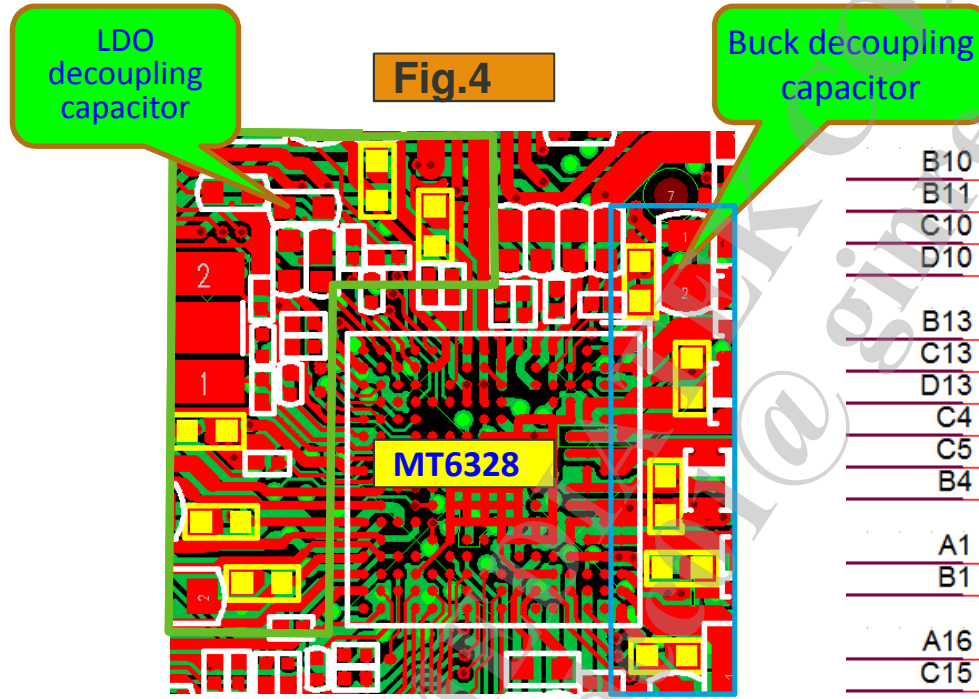 LDO
decoupling
capacitor
Fig.4
Buck decoupling
capacitor
7
1
2
2
1
2
MT6328
B10
B11
C10
D10
B13
C13
D13
C4
C5
B4
A1
B1
A16
C15